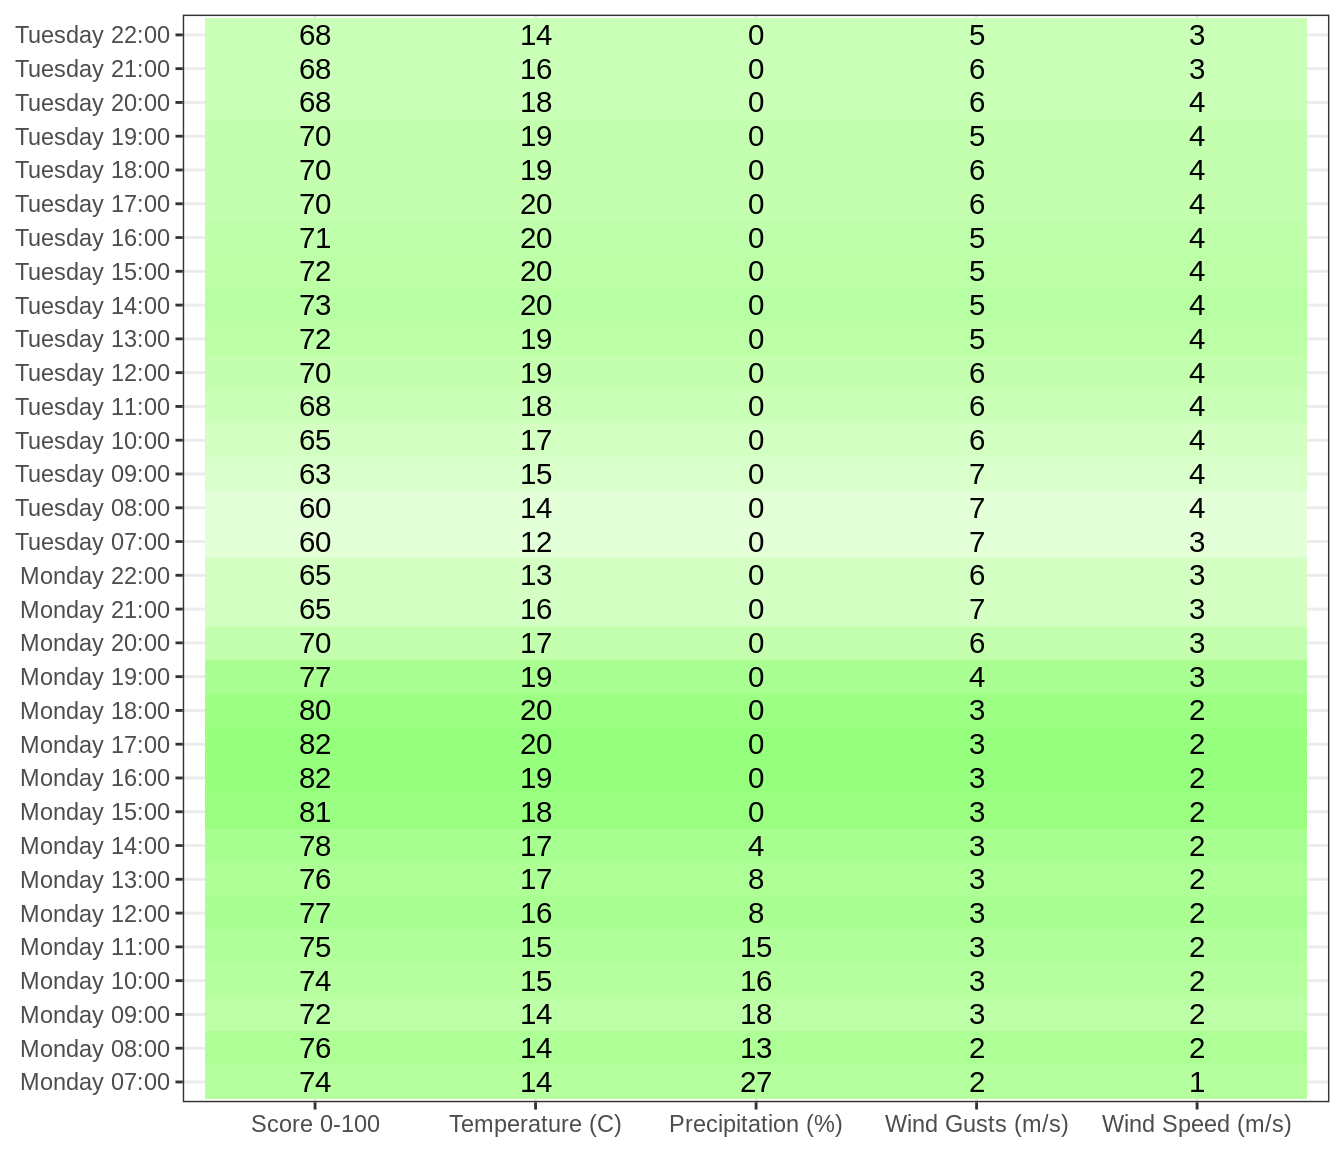 Tuesday 22:00 68 14 0 5 3
Tuesday 21:00 68 16 0 6 3
Tuesday 20:00 68 18 0 6 4
Tuesday 19:00 70 19 0 5 4
Tuesday 18:00 70 19 0 6 4
Tuesday 17:00 70 20 0 6 4
Tuesday 16:00 71 20 0 5 4
Tuesday 15:00 72 20 0 5 4
Tuesday 14:00 73 20 0 5 4
Tuesday 13:00 72 19 0 5 4
Tuesday 12:00 70 19 0 6 4
Tuesday 11:00 68 18 0 6 4
Tuesday 10:00 65 17 0 6 4
Tuesday 09:00 63 15 0 7 4
Tuesday 08:00 60 14 0 7 4
Tuesday 07:00 60 12 0 7 3
Monday 22:00 65 13 0 6 3
Monday 21:00 65 16 0 7 3
Monday 20:00 70 17 0 6 3
Monday 19:00 77 19 0 4 3
Monday 18:00 80 20 0 3 2
Monday 17:00 82 20 0 3 2
Monday 16:00 82 19 0 3 2
Monday 15:00 81 18 0 3 2
Monday 14:00 78 17 4 3 2
Monday 13:00 76 17 8 3 2
Monday 12:00 77 16 8 3 2
Monday 11:00 75 15 15 3 2
Monday 10:00 74 15 16 3 2
Monday 09:00 72 14 18 3 2
Monday 08:00 76 14 13 2 2
Monday 07:00 74 14 27 2 1
Score 0-100 Temperature (C) Precipitation (%) Wind Gusts (m/s) Wind Speed (m/s)